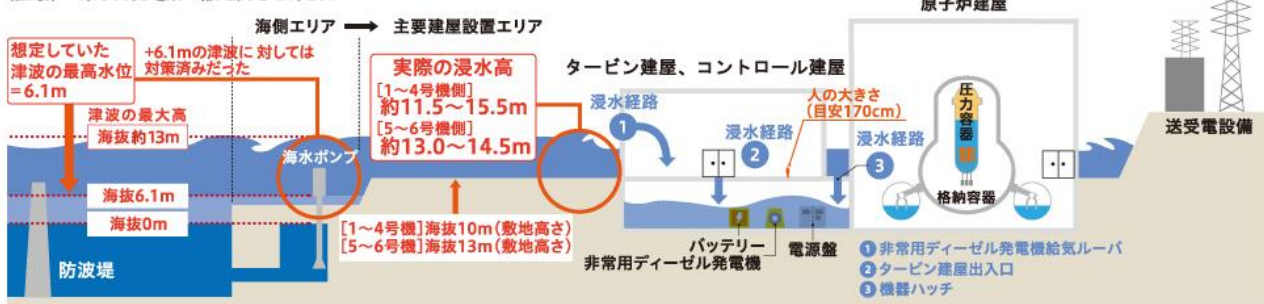 海側エリア
主要建屋設置エリア
原子炉建屋
想定していた
津波の最高水位
=6.1m
+6.1mの津波に対しては
対策済みだった
実際の浸水高
[1〜4号機側]
約11.5〜15.5m
[5〜6号機側]
約13.0〜14.5m
タービン建屋、コントロール建屋
津波の最大高
海抜約13m
海水ポンプ
海抜6.1m
海抜0m
防波堤
[1〜4号機]海抜10m(敷地高さ)
[5〜6号機]海抜13m(敷地高さ)
浸水経路
1
浸水経路
2
人の大きさ
(目安170cm)
浸水経路
3
バッテリー
非常用ディーゼル発電機
電源盤
圧力容器
格納容器
送受電設備
1 非常用ディーゼル発電機給気ルーバ
2 タービン建屋出入口
3 機器ハッチ